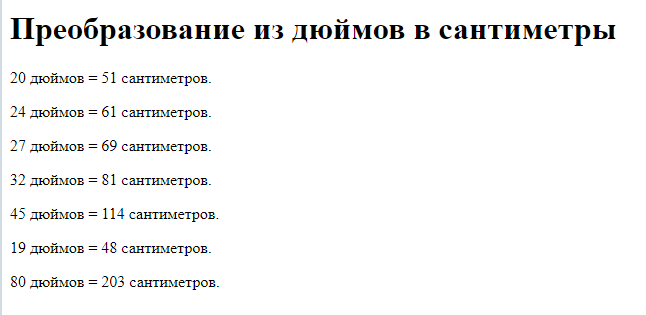 Преобразование из дюймов в сантиметры
20 дюймов = 51 сантиметров.
24 дюймов = 61 сантиметров.
27 дюймов = 69 сантиметров.
32 дюймов = 81 сантиметров.
45 дюймов = 114 сантиметров.
19 дюймов = 48 сантиметров.
80 дюймов = 203 сантиметров.